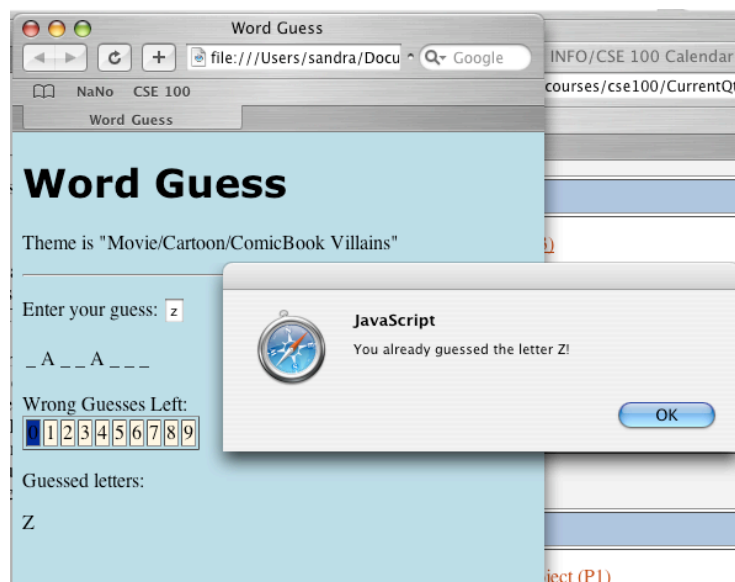 Word Guess
file:///Users/sandra/Docu
Google
INFO/CSE 100 Calendar
NaNo CSE 100
courses/cse100/CurrentQt
Word Guess
Word Guess
Theme is "Movie/Cartoon/ComicBook Villains"
Enter your guess: z
_ A _ _ A _ _ _
Wrong Guesses Left:
0 1 2 3 4 5 6 7 8 9
Guessed letters:
Z
JavaScript
You already guessed the letter Z!
OK
ject (P1)